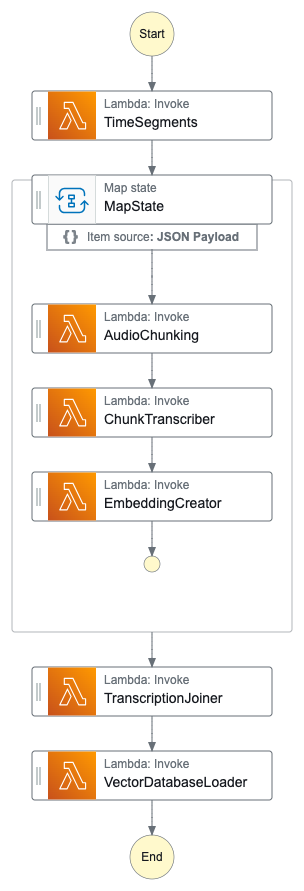 Start
Lambda: Invoke
TimeSegments
Map state
MapState
{} Item source: JSON Payload
Lambda: Invoke
AudioChunking
Lambda: Invoke
ChunkTranscriber
Lambda: Invoke
EmbeddingCreator
Lambda: Invoke
TranscriptionJoiner
Lambda: Invoke
VectorDatabaseLoader
End